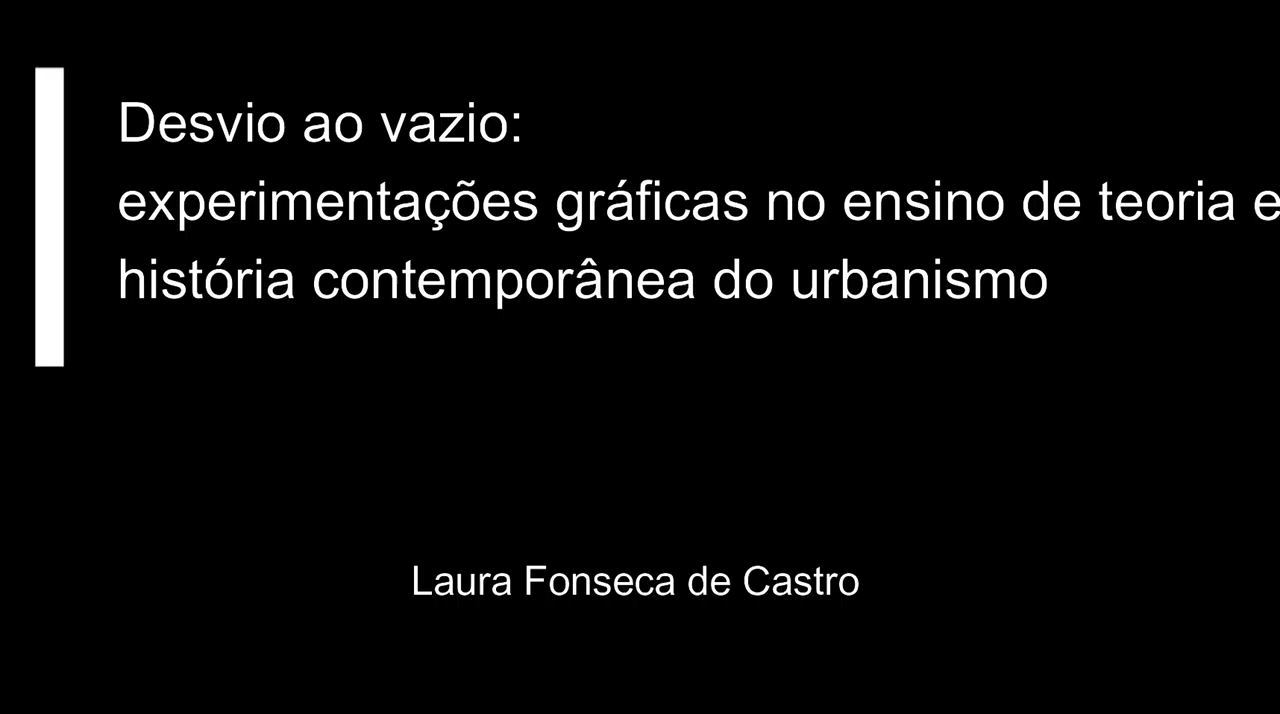 Desvio ao vazio:
experimentações gráficas no ensino de teoria e
história contemporânea do urbanismo
Laura Fonseca de Castro